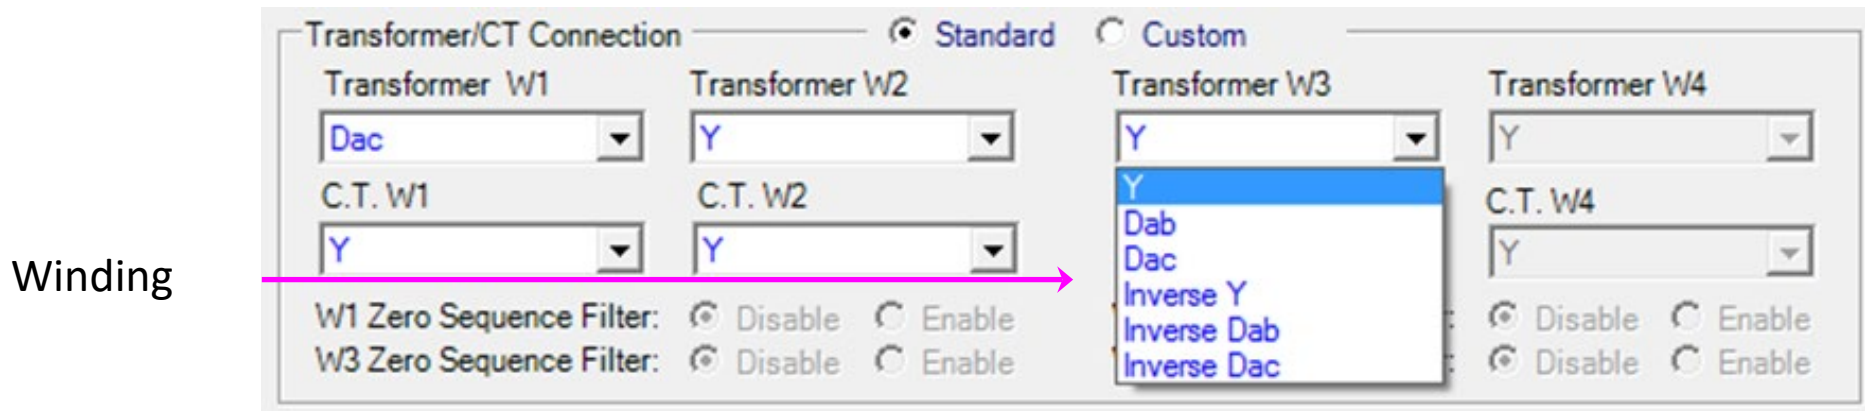 Transformer/CT Connection Standard Custom
Transformer W1 Transformer W2 Transformer W3 Transformer W4
Dac Y Y Y
C.T. W1 C.T. W2 Y C.T. W4
Dab
Y Y Dac Y
Winding
Inverse Y
W1 Zero Sequence Filter: Disable Enable Inverse Dab : Disable Enable
W3 Zero Sequence Filter: Disable Enable Inverse Dac : Disable Enable